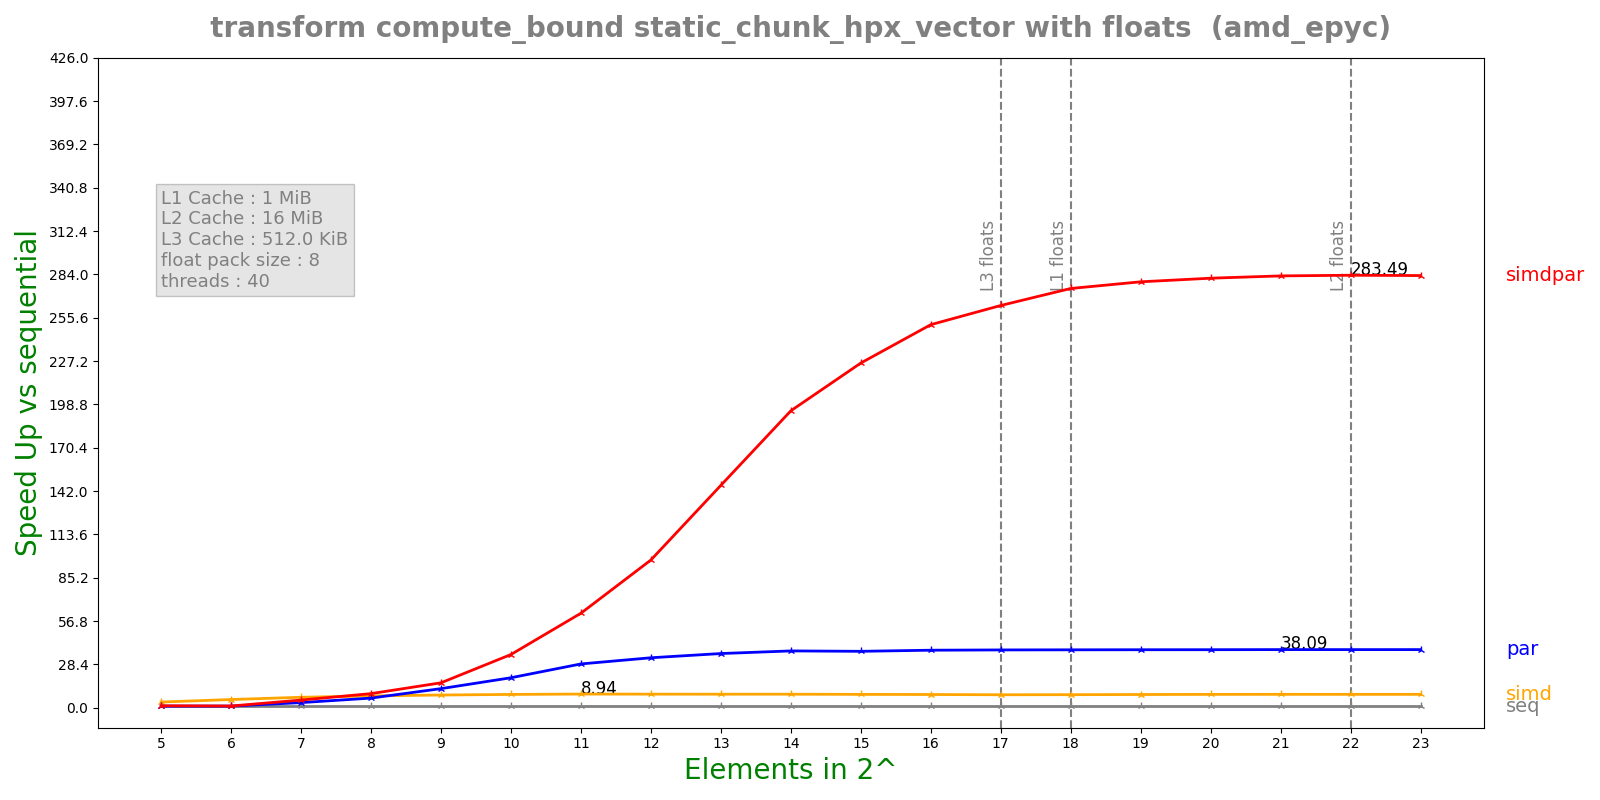 transform compute_bound static_chunk_hpx_vector with floats (amd_epyc)
Speed Up vs sequential
426.0
397.6
369.2
340.8
312.4
284.0
255.6
227.2
198.8
170.4
142.0
113.6
85.2
56.8
28.4
0.0
L1 Cache : 1 MiB
L2 Cache : 16 MiB
L3 Cache : 512.0 KiB
float pack size : 8
threads : 40
L3 floats
L1 floats
L2 floats
283.49
38.09
8.94
simdpar
par
simd
seq
5 6 7 8 9 10 11 12 13 14 15 16 17 18 19 20 21 22 23
Elements in 2^